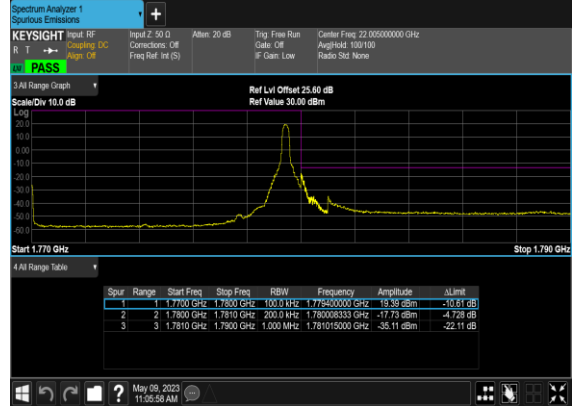 Spectrum Analyzer 1
Spurious Emissions
+
KEYSIGHT Input: RF Input Z: 50 Ω Atten: 20 dB Trig: Free Run Center Freq: 22.005000000 GHz
R T Coupling: DC Corrections: Off Gate: Off Avg|Hold: 100/100
Align: Off Freq Ref: Int (S) IF Gain: Low Radio Std: None
LW PASS
3 All Range Graph
Ref Lvl Offset 25.60 dB
Scale/Div 10.0 dB Ref Value 30.00 dBm
Log
20.0
10.0
0.00
-10.0
-20.0
-30.0
-40.0
-50.0
-60.0
Start 1.770 GHz Stop 1.790 GHz
4 All Range Table
Spur Range Start Freq Stop Freq RBW Frequency Amplitude ΔLimit
1 1 1.7700 GHz 1.7800 GHz 100.0 kHz 1.779400000 GHz 19.39 dBm -10.61 dB
2 2 1.7800 GHz 1.7810 GHz 200.0 kHz 1.780008333 GHz -17.73 dBm -4.728 dB
3 3 1.7810 GHz 1.7900 GHz 1.000 MHz 1.781015000 GHz -35.11 dBm -22.11 dB
? May 09, 2023
11:05:58 AM